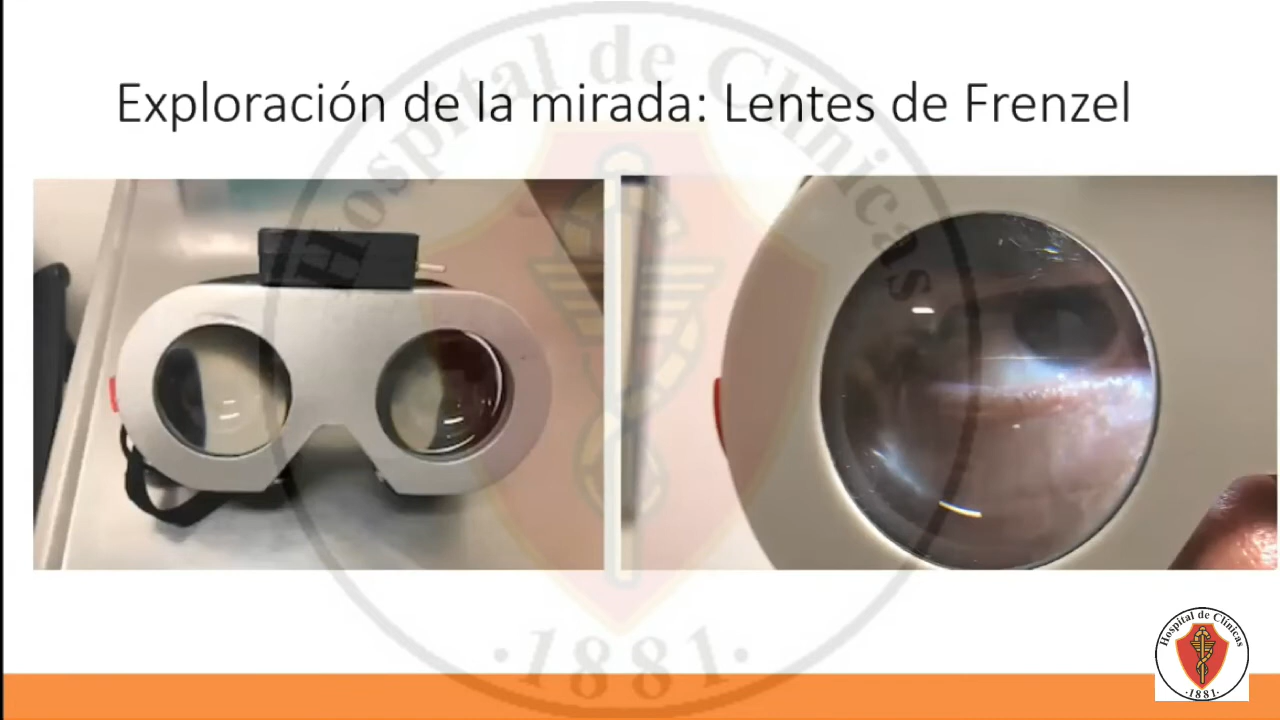 Exploración de la mirada: Lentes de Frenzel
Hospital de Clínicas
·1881·
Hospital de Clínicas
·1881·